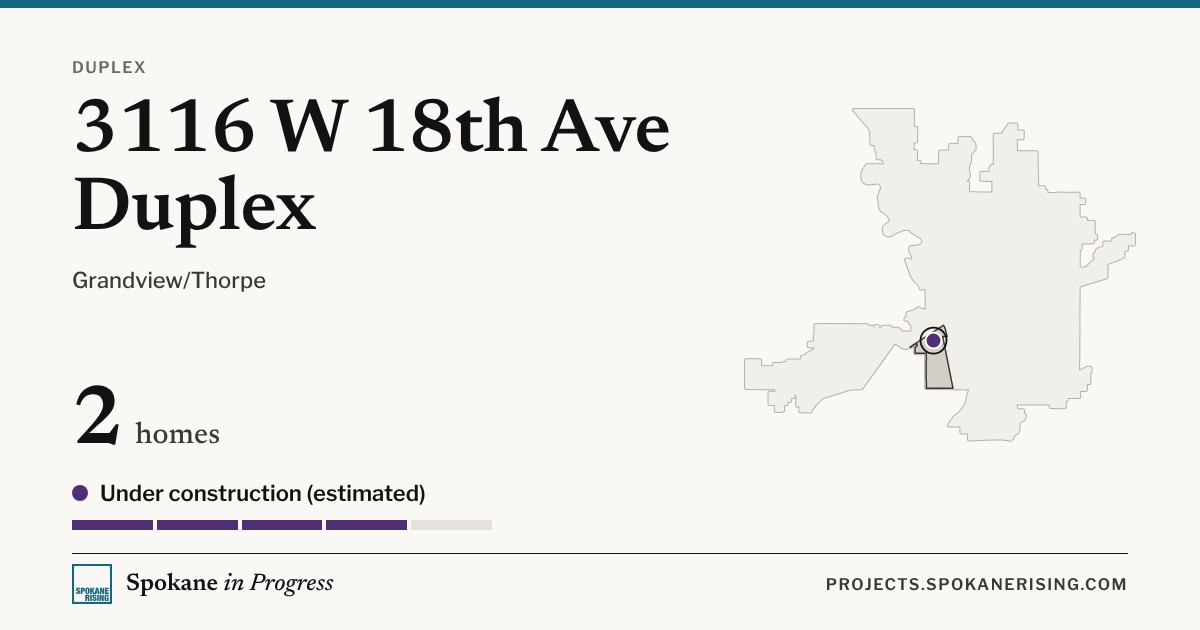 DUPLEX
3116 W 18th Ave
Duplex
Grandview/Thorpe
2 homes
Under construction (estimated)
SPOKANE
RISING
Spokane in Progress
PROJECTS.SPOKANERISING.COM